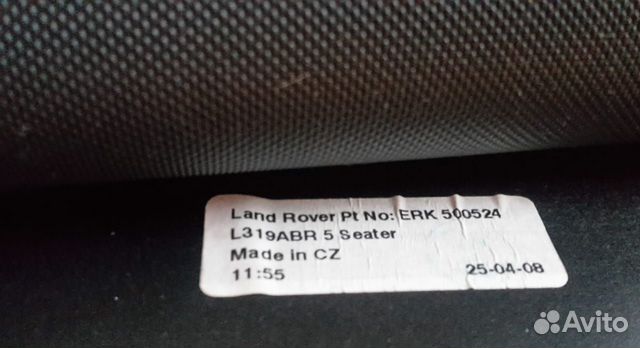 Land Rover Pt No: ERK 500524
L319ABR 5 Seater
Made in CZ
11:55 25-04-08
Avito